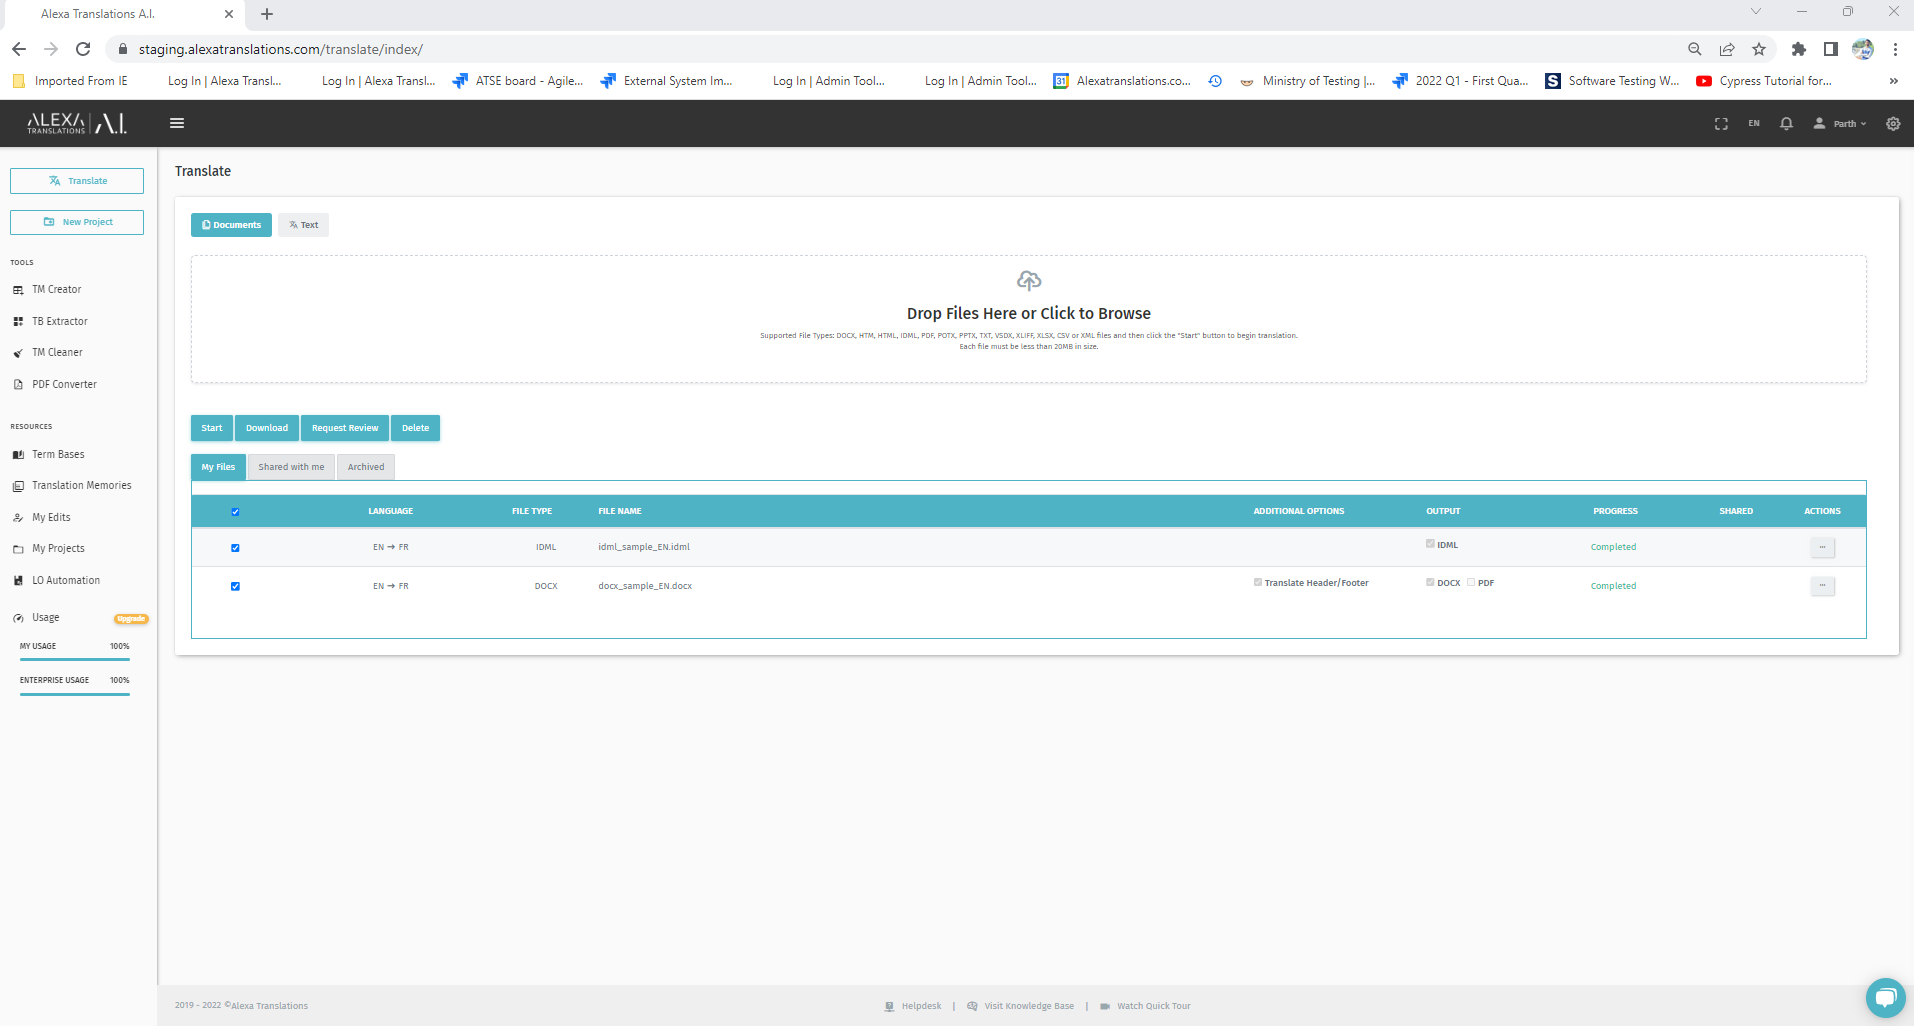 Alexa Translations A.I.
staging.alexatranslations.com/translate/index/
Imported From IE
Log In | Alexa Transl...
Log In | Alexa Transl...
ATSE board - Agile...
External System Im...
Log In | Admin Tool...
Log In | Admin Tool...
31
Alexatranslations.co...
Ministry of Testing |...
2022 Q1 - First Qua...
S
Software Testing W...
Cypress Tutorial for...
»
ALEXA TRANSLATIONS | A.I.
EN
Parth
Translate
New Project
TOOLS
TM Creator
TB Extractor
TM Cleaner
PDF Converter
RESOURCES
Term Bases
Translation Memories
My Edits
My Projects
LO Automation
Usage
Upgrade
MY USAGE 100%
ENTERPRISE USAGE 100%
Translate
Documents
Text
Drop Files Here or Click to Browse
Supported File Types: DOCX, HTM, HTML, IDML, PDF, POTX, PPTX, TXT, VSDX, XLIFF, XLSX, CSV or XML files and then click the "Start" button to begin translation.
Each file must be less than 20MB in size.
Start
Download
Request Review
Delete
My Files
Shared with me
Archived
LANGUAGE FILE TYPE FILE NAME ADDITIONAL OPTIONS OUTPUT PROGRESS SHARED ACTIONS
EN → FR IDML idml_sample_EN.idml IDML Completed ...
EN → FR DOCX docx_sample_EN.docx Translate Header/Footer DOCX PDF Completed ...
2019 - 2022 ©Alexa Translations
Helpdesk | Visit Knowledge Base | Watch Quick Tour